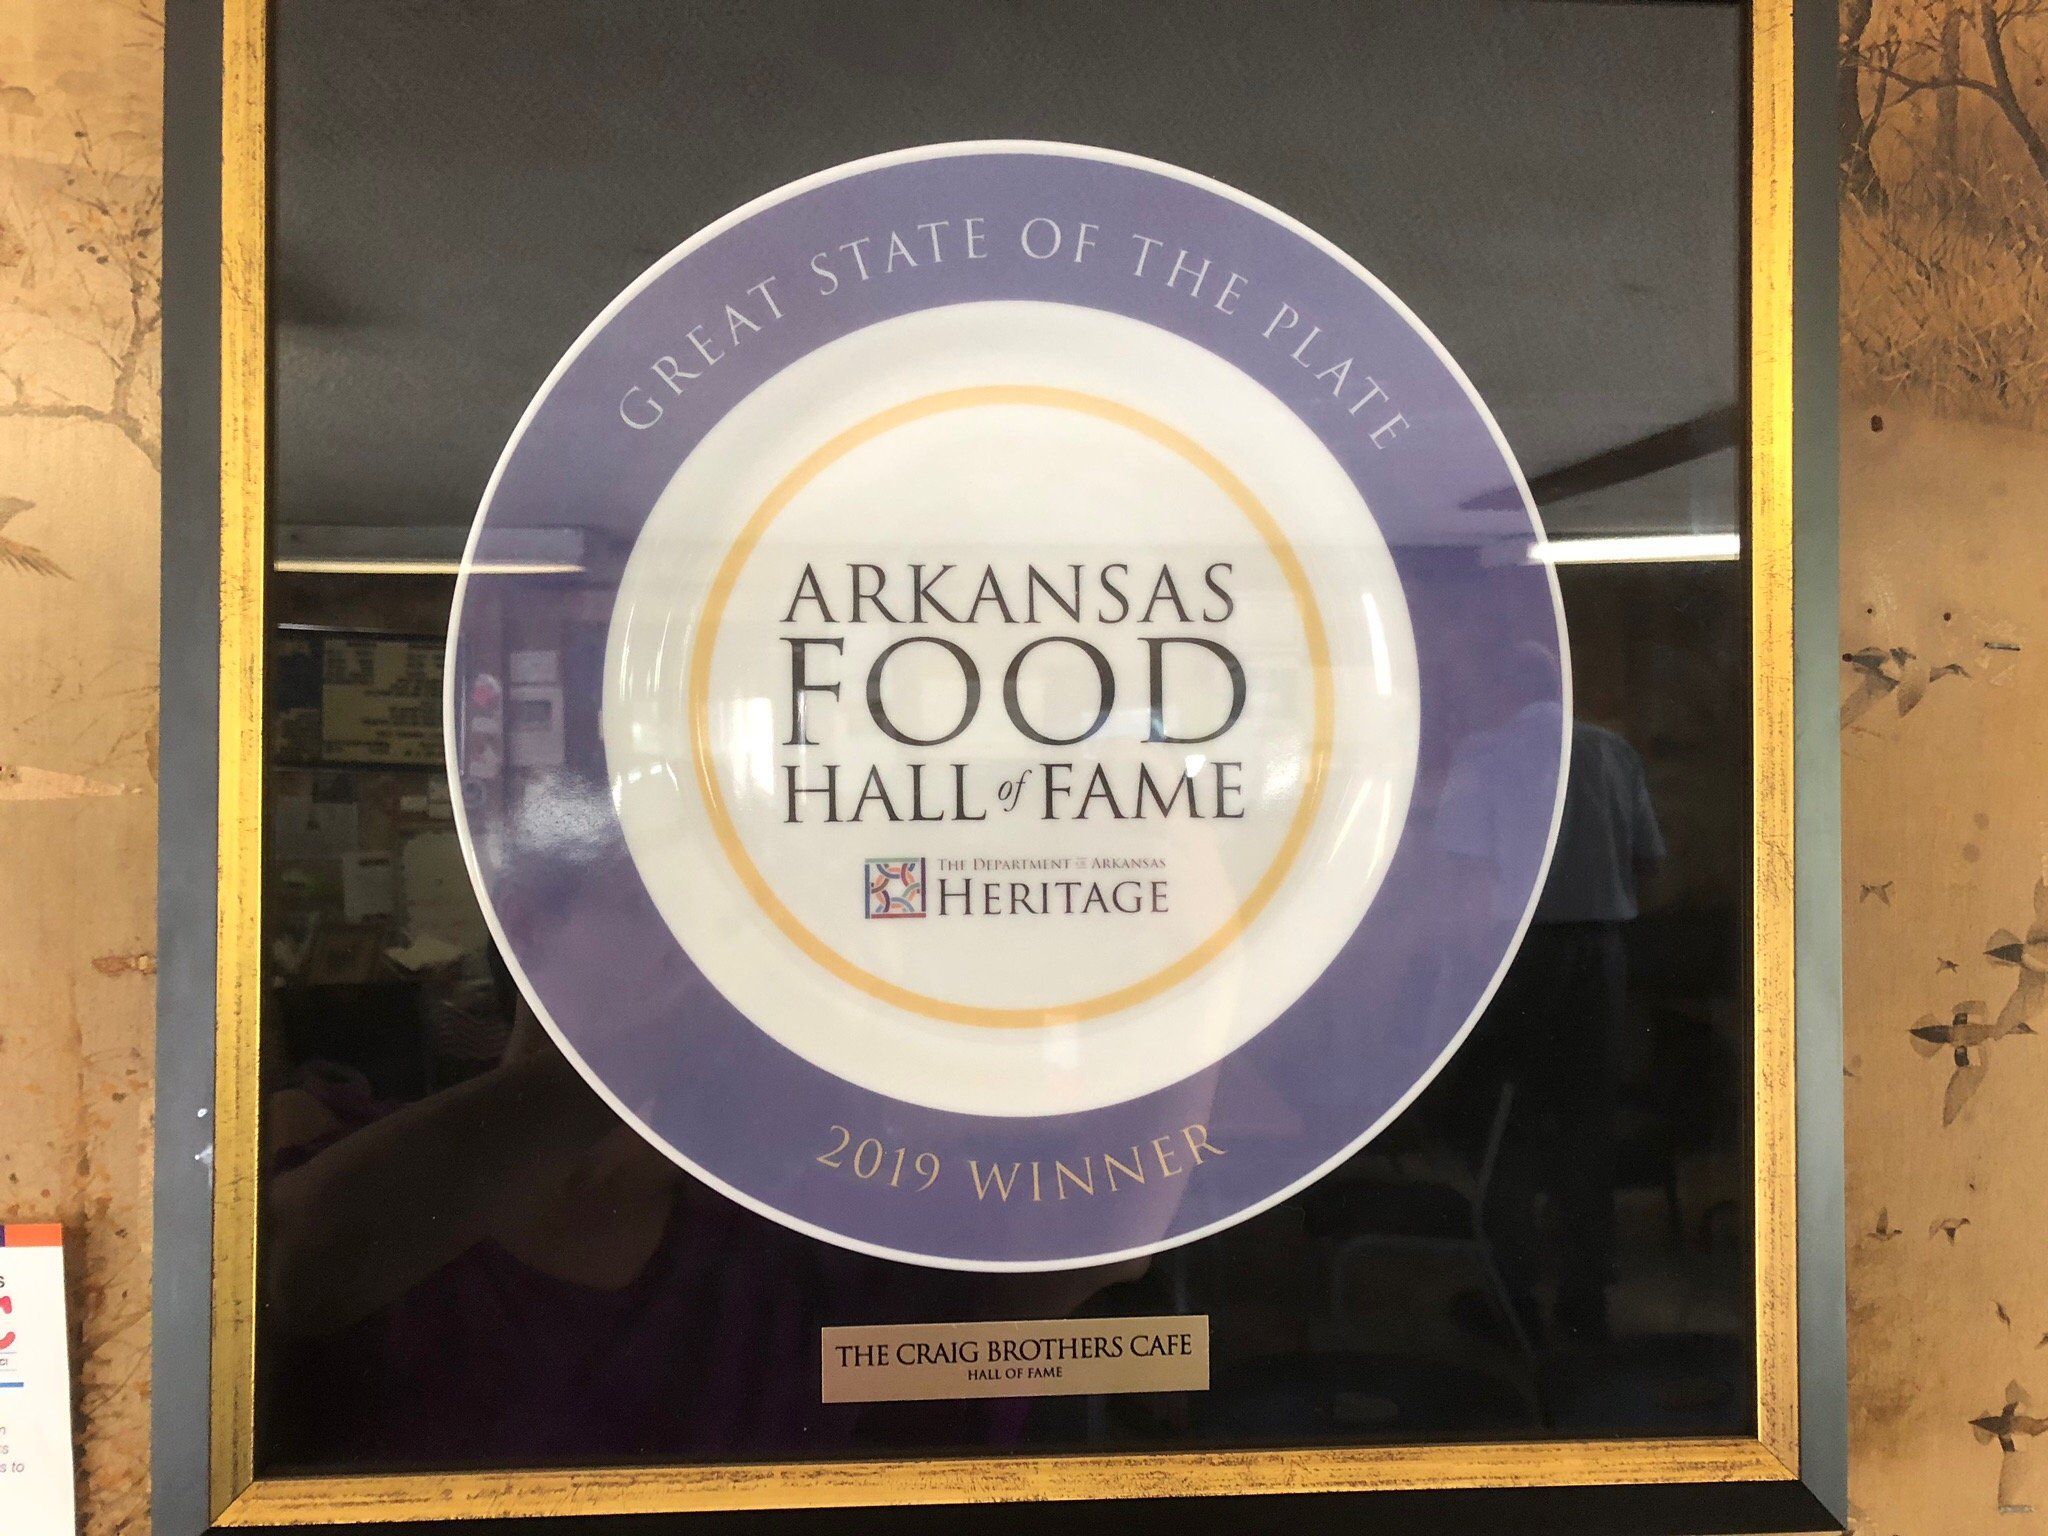 GREAT STATE OF THE PLATE
ARKANSAS
FOOD
HALL of FAME
THE DEPARTMENT OF ARKANSAS
HERITAGE
2019 WINNER
THE CRAIG BROTHERS CAFE
HALL OF FAME
s to